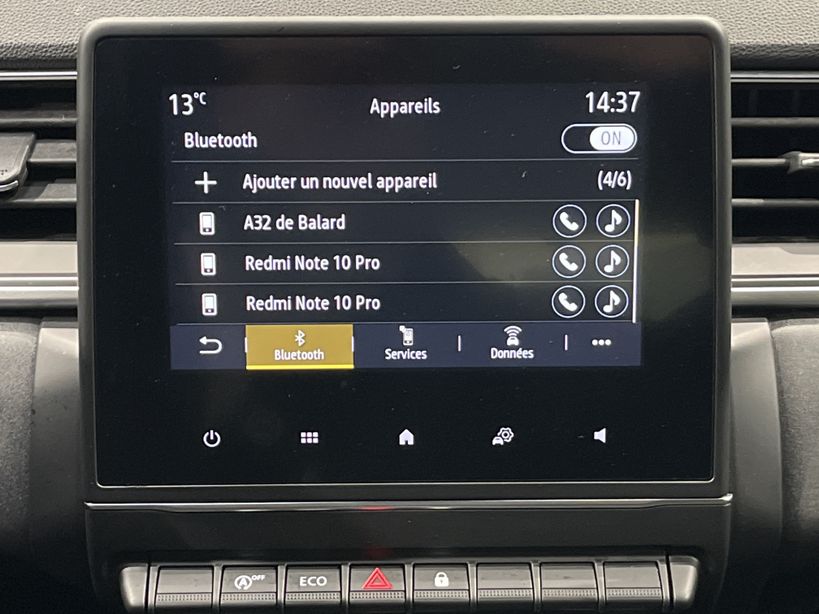 13°C Appareils 14:37
Bluetooth ON
Ajouter un nouvel appareil (4/6)
A32 de Balard
Redmi Note 10 Pro
Redmi Note 10 Pro
Bluetooth Services Données
A OFF ECO